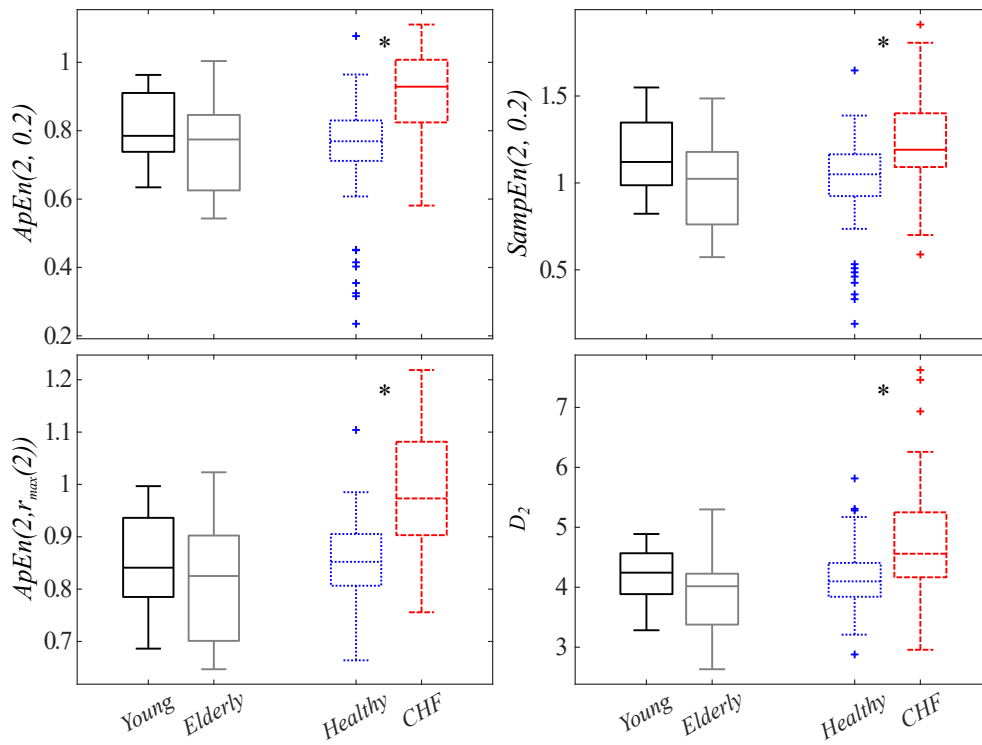 ApEn(2, 0.2)
1
0.8
0.6
0.4
0.2
*
SampEn(2, 0.2)
1.5
1
0.5
*
ApEn(2,r_max(2))
1.2
1.1
1
0.9
0.8
0.7
*
Young
Elderly
Healthy
CHF
D_2
7
6
5
4
3
*
Young
Elderly
Healthy
CHF